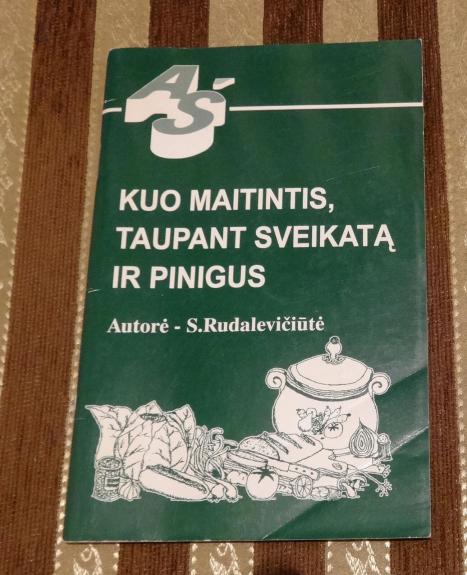 AŠ
KUO MAITINTIS,
TAUPANT SVEIKATĄ
IR PINIGUS
Autorė - S.Rudalevičiūtė